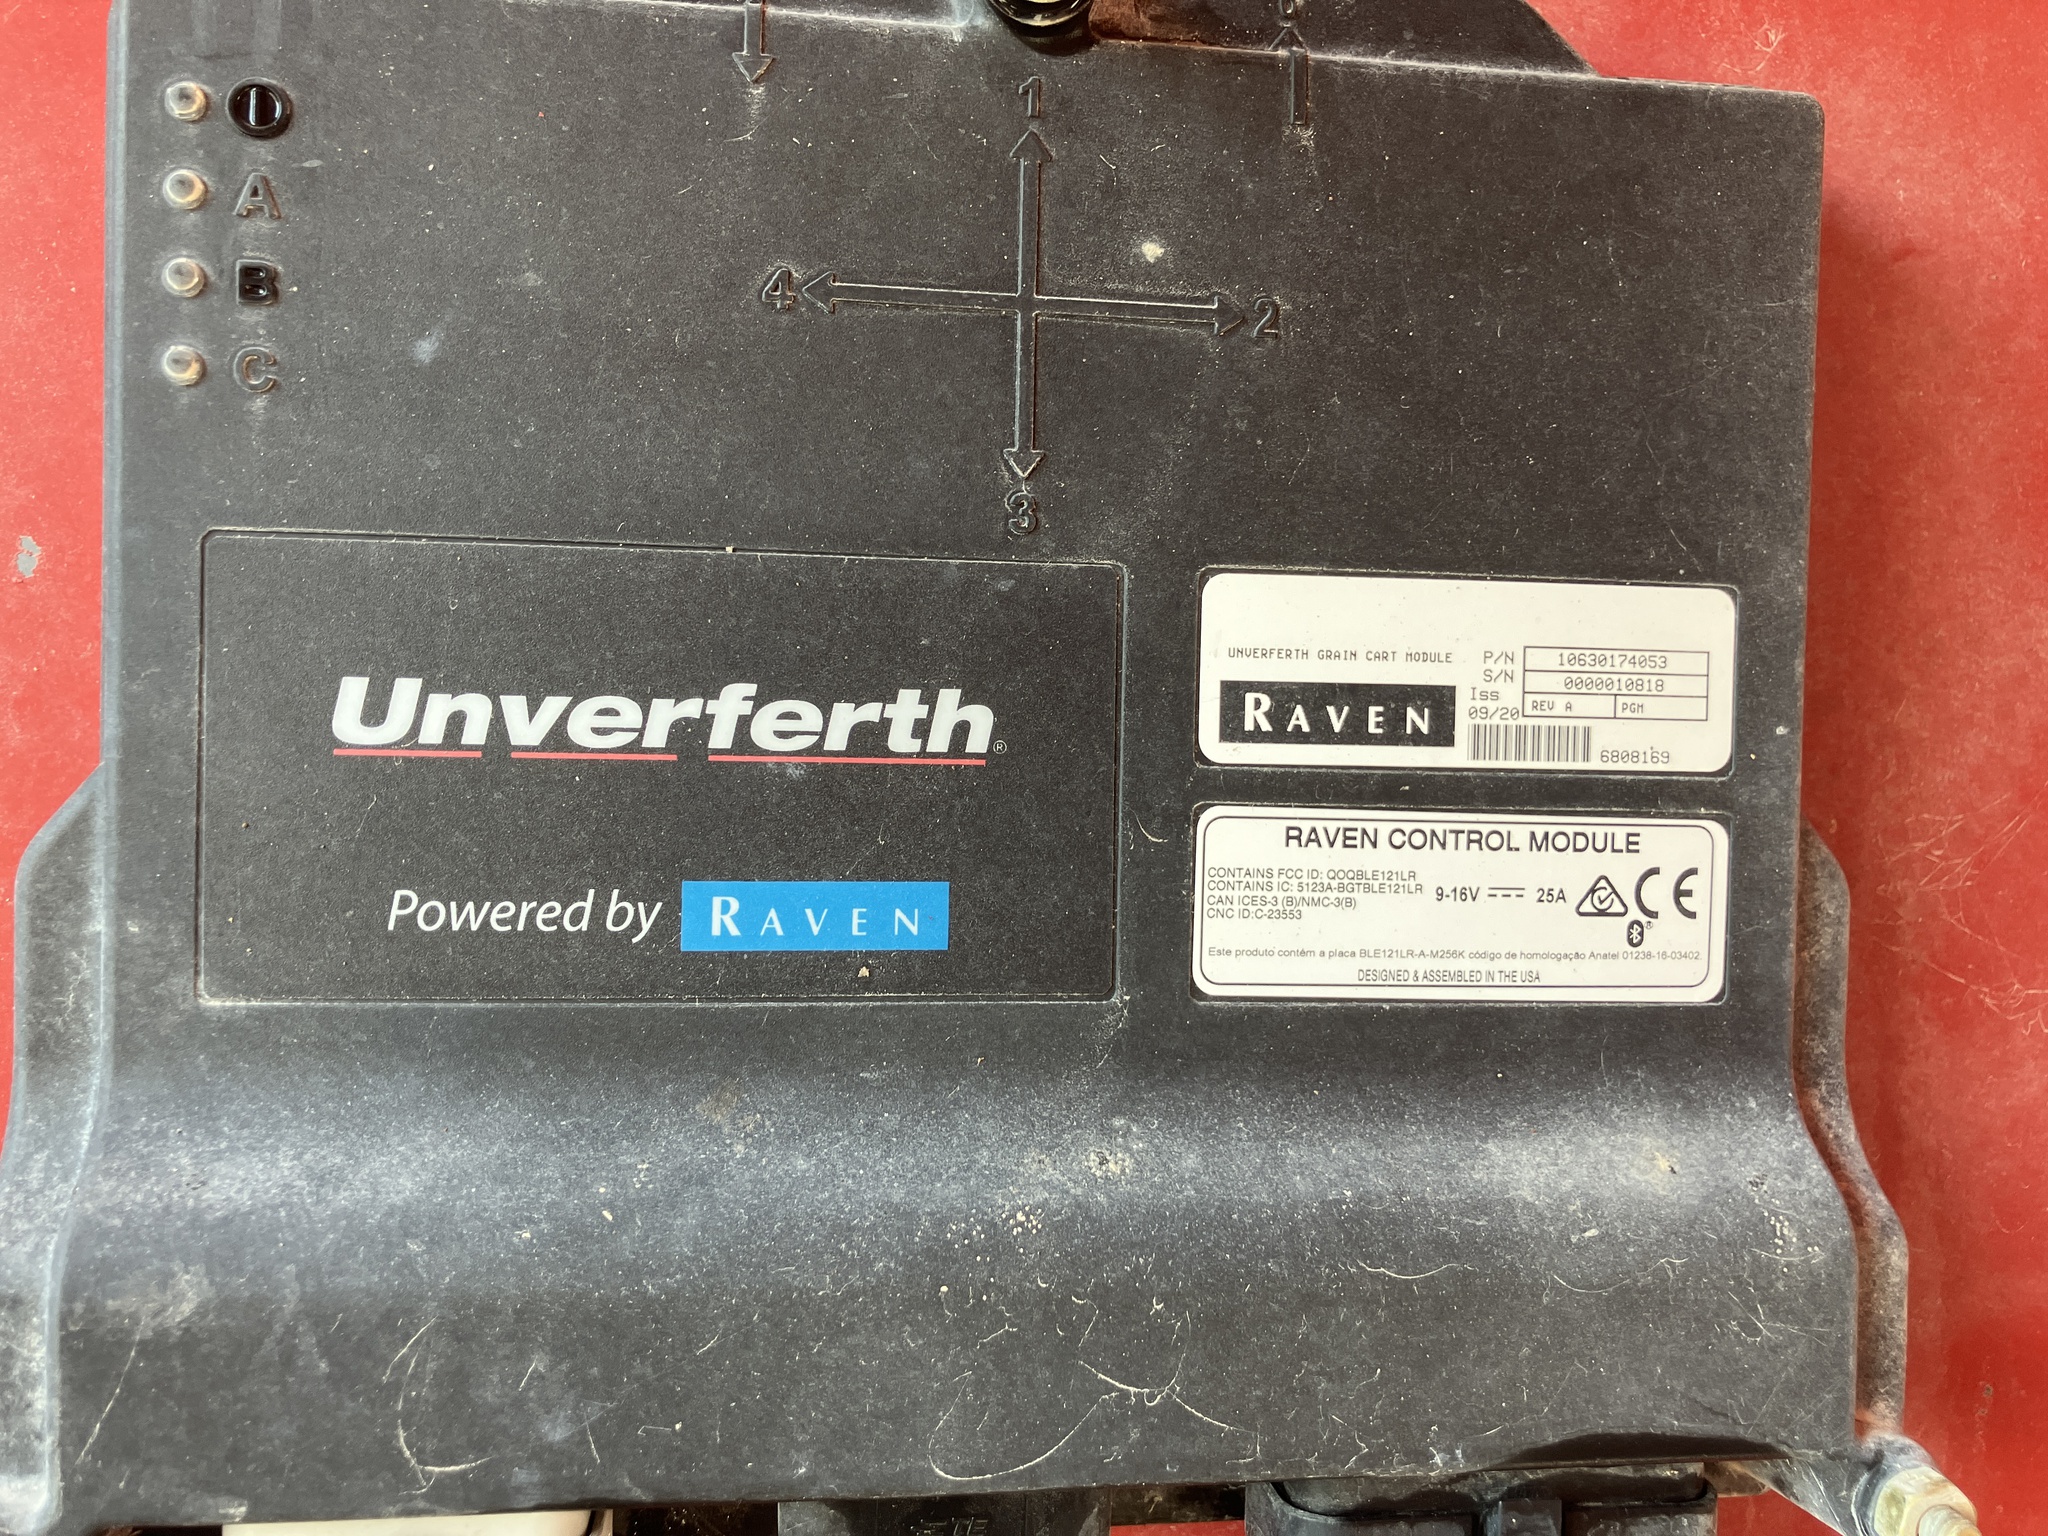 A
B
C
1
4
2
3
Unverferth®
Powered by RAVEN
UNVERFERTH GRAIN CART MODULE
RAVEN
P/N 10630174053
S/N 0000010818
Iss
09/20
REV A PGM
6808169
RAVEN CONTROL MODULE
CONTAINS FCC ID: QOQBLE121LR
CONTAINS IC: 5123A-BGTBLE121LR
CAN ICES-3 (B)/NMC-3(B)
CNC ID:C-23553
9-16V 25A
CE
Este produto contêm a placa BLE121LR-A-M256K código de homologação Anatel 01238-16-03402.
DESIGNED & ASSEMBLED IN THE USA